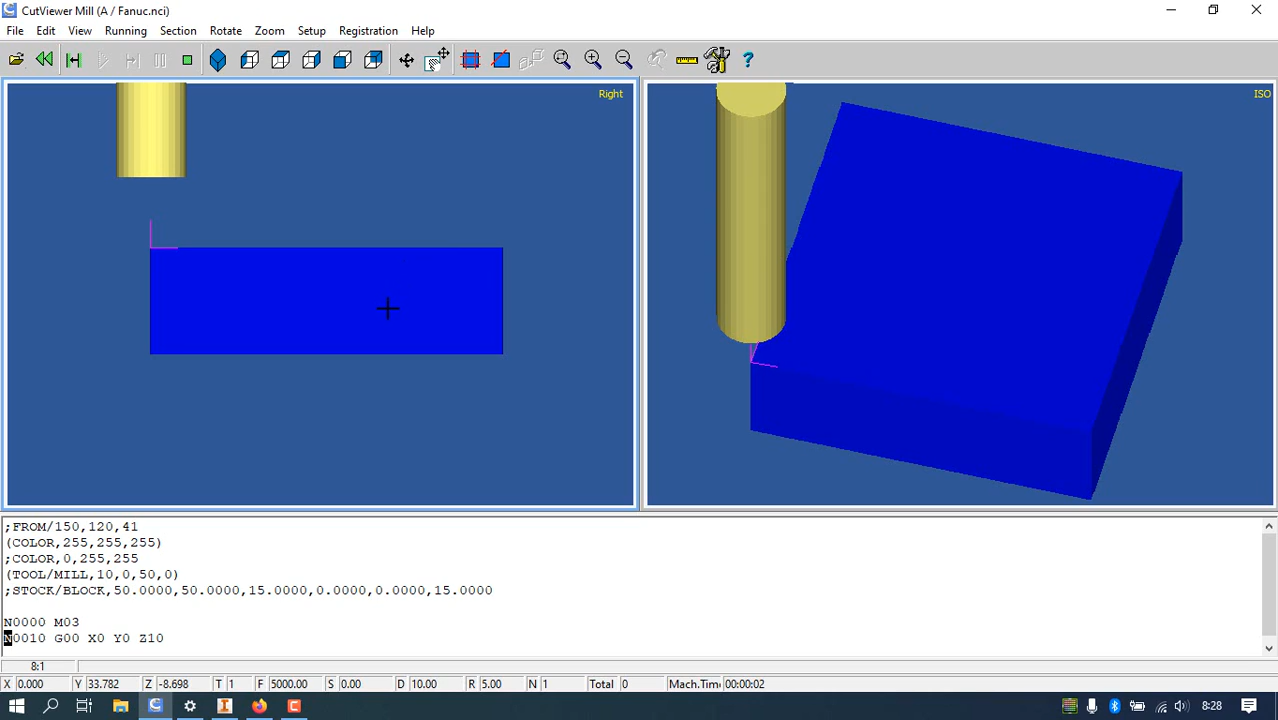 CutViewer Mill (A / Fanuc.nci)
File Edit View Running Section Rotate Zoom Setup Registration Help
Right
ISO
;FROM/150,120,41
(COLOR,255,255,255)
;COLOR,0,255,255
(TOOL/MILL,10,0,50,0)
;STOCK/BLOCK,50.0000,50.0000,15.0000,0.0000,0.0000,15.0000
N0000 M03
N0010 G00 X0 Y0 Z10
8:1
X 0.000 Y 33.782 Z -8.698 T 1 F 5000.00 S 0.00 D 10.00 R 5.00 N 1 Total 0 Mach.Time 00:00:02
8:28